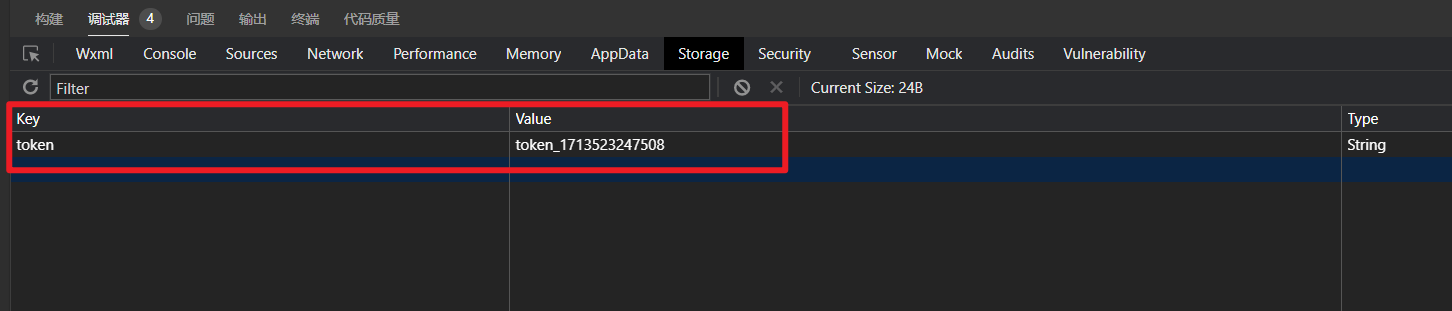 构建 调试器 4 问题 输出 终端 代码质量
Wxml Console Sources Network Performance Memory AppData Storage Security Sensor Mock Audits Vulnerability
Filter Current Size: 24B
Key Value Type
token token_1713523247508 String